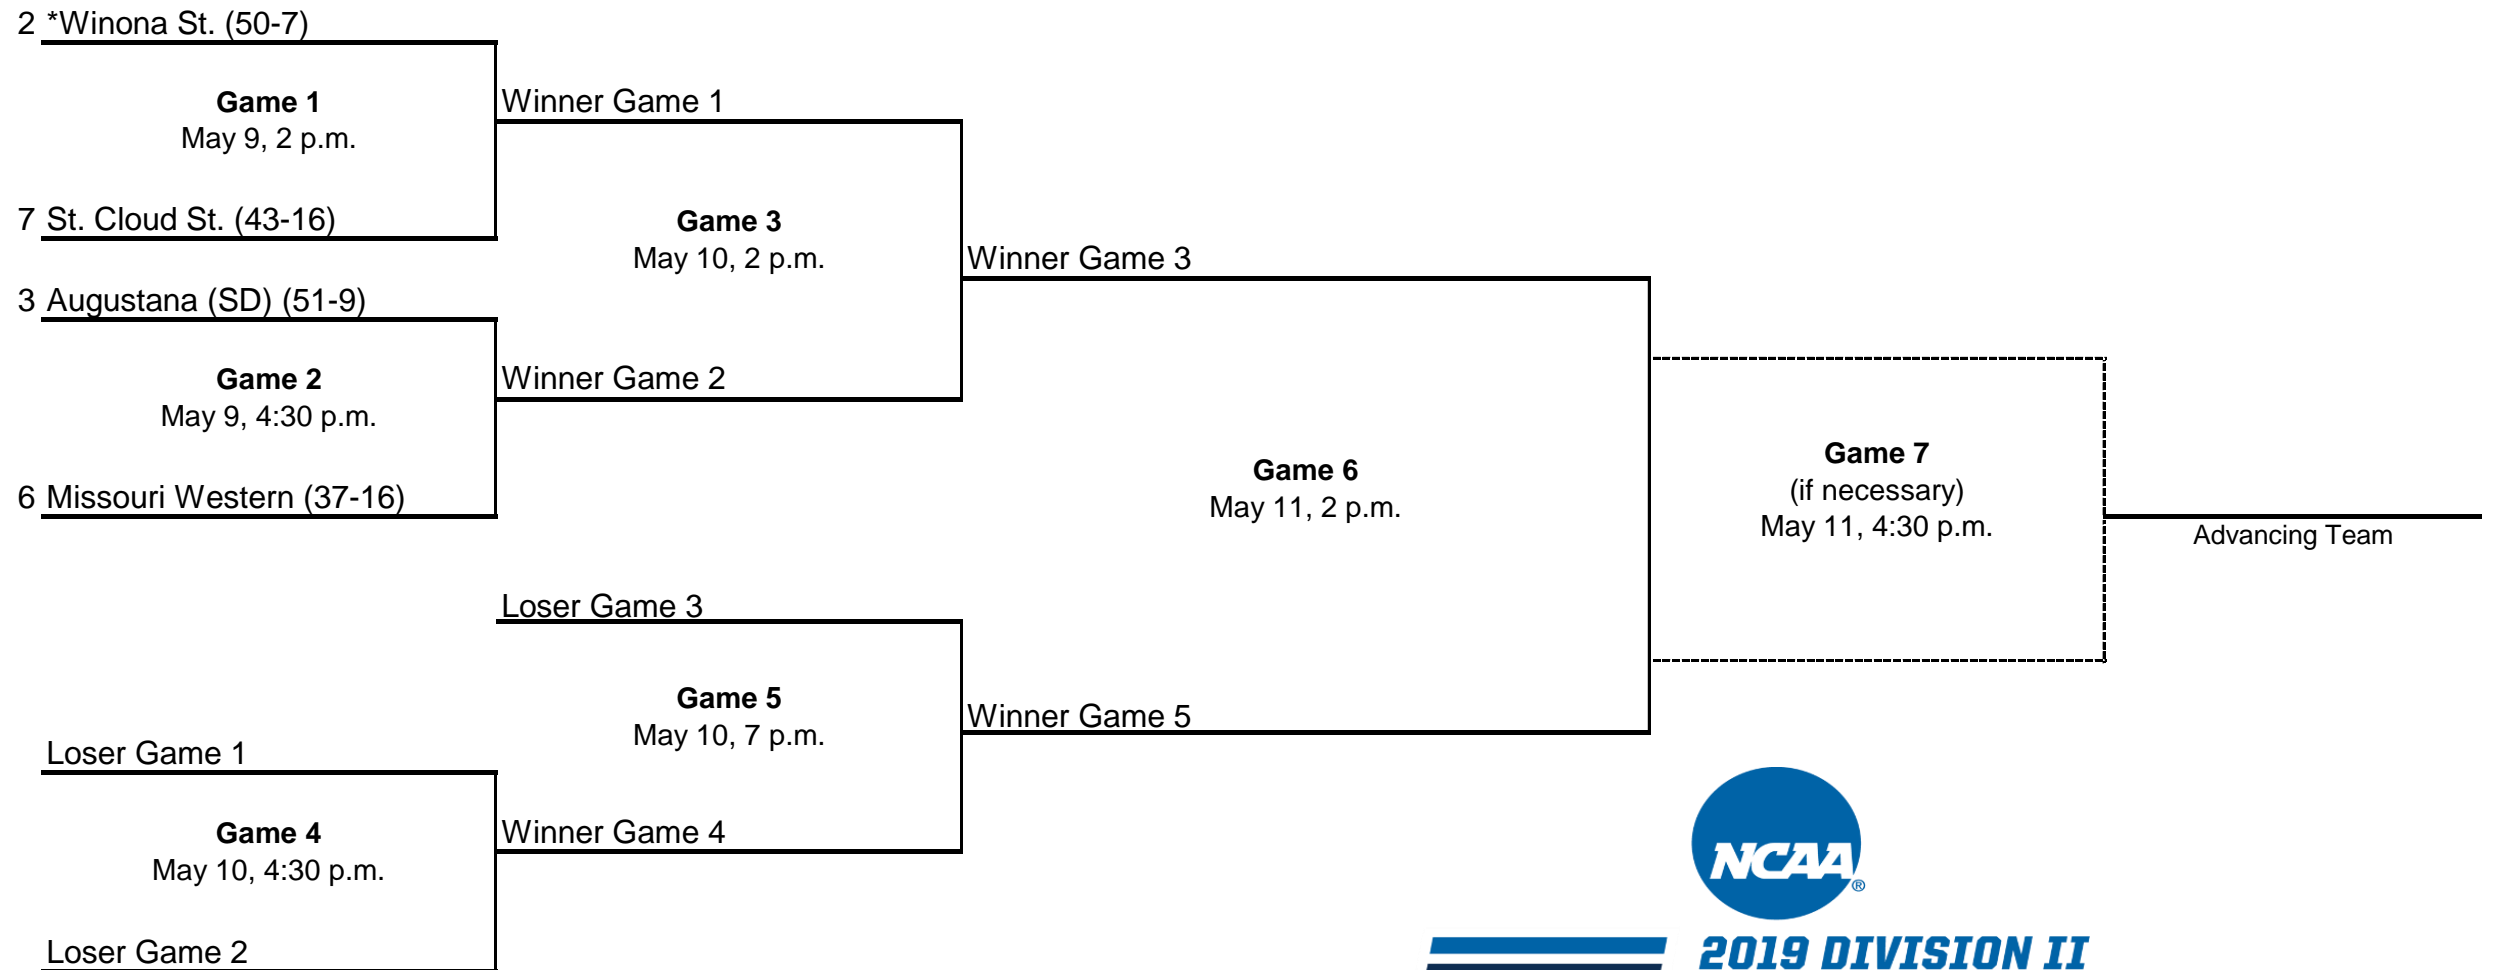 2 *Winona St. (50-7)
Game 1
May 9, 2 p.m.
Winner Game 1
7 St. Cloud St. (43-16)
Game 3
May 10, 2 p.m.
Winner Game 3
3 Augustana (SD) (51-9)
Game 2
May 9, 4:30 p.m.
Winner Game 2
6 Missouri Western (37-16)
Game 6
May 11, 2 p.m.
Game 7
(if necessary)
May 11, 4:30 p.m.
Advancing Team
Loser Game 3
Game 5
May 10, 7 p.m.
Winner Game 5
Loser Game 1
Game 4
May 10, 4:30 p.m.
Winner Game 4
Loser Game 2
NCAA®
2019 DIVISION II